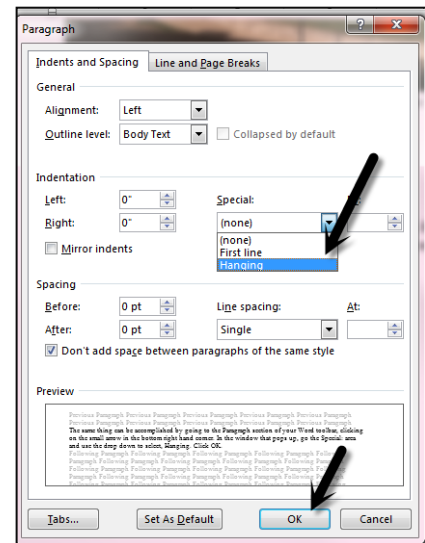 Paragraph
Indents and Spacing Line and Page Breaks
General
Alignment: Left
Outline level: Body Text Collapsed by default
Indentation
Left: 0" Special:
Right: 0" (none)
(none)
First line
Hanging
Mirror indents
Spacing
Before: 0 pt Line spacing: At:
After: 0 pt Single
Don't add space between paragraphs of the same style
Preview
Previous Paragraph Previous Paragraph Previous Paragraph Previous Paragraph Previous Paragraph
Previous Paragraph Previous Paragraph Previous Paragraph Previous Paragraph Previous Paragraph
The same thing can be accomplished by going to the Paragraph section of your Word toolbar, clicking
on the small arrow in the bottom right hand corner. In the window that pops up, go the Special: area
and use the drop down to select, Hanging. Click OK.
Following Paragraph Following Paragraph Following Paragraph Following Paragraph
Paragraph Following Paragraph Following Paragraph Following Paragraph
Following Paragraph Following Paragraph Following Paragraph Following Paragraph
Paragraph Following Paragraph Following Paragraph Following Paragraph
Tabs... Set As Default OK Cancel